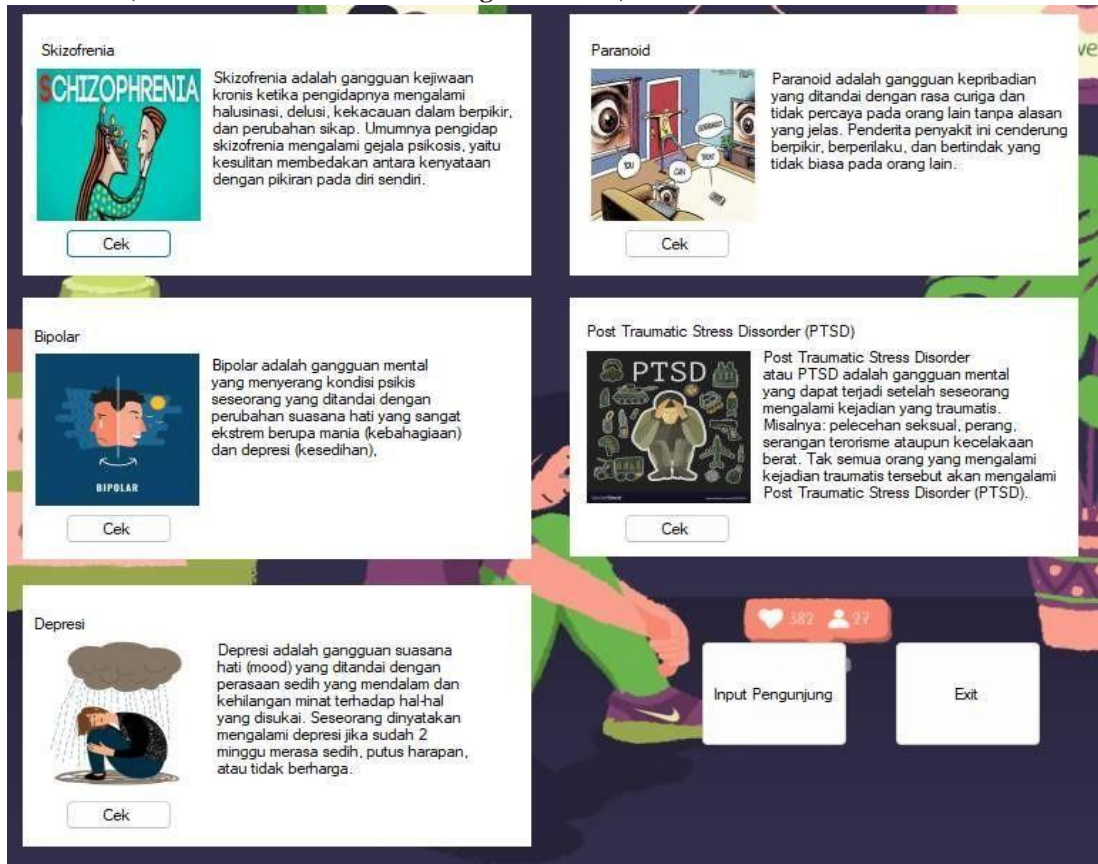 Skizofrenia
SCHIZOPHRENIA
Skizofrenia adalah gangguan kejiwaan
kronis ketika pengidapnya mengalami
halusinasi, delusi, kekacauan dalam berpikir,
dan perubahan sikap. Umumnya pengidap
skizofrenia mengalami gejala psikosis, yaitu
kesulitan membedakan antara kenyataan
dengan pikiran pada diri sendiri.
Cek
Paranoid
YOU
CAN
TRUST
Paranoid adalah gangguan kepribadian
yang ditandai dengan rasa curiga dan
tidak percaya pada orang lain tanpa alasan
yang jelas. Penderita penyakit ini cenderung
berpikir, berperilaku, dan bertindak yang
tidak biasa pada orang lain.
Cek
Bipolar
BIPOLAR
Bipolar adalah gangguan mental
yang menyerang kondisi psikis
seseorang yang ditandai dengan
perubahan suasana hati yang sangat
ekstrem berupa mania (kebahagiaan)
dan depresi (kesedihan),
Cek
Post Traumatic Stress Dissorder (PTSD)
PTSD
Post Traumatic Stress Disorder
atau PTSD adalah gangguan mental
yang dapat terjadi setelah seseorang
mengalami kejadian yang traumatis.
Misalnya: pelecehan seksual, perang,
serangan terorisme ataupun kecelakaan
berat. Tak semua orang yang mengalami
kejadian traumatis tersebut akan mengalami
Post Traumatic Stress Disorder (PTSD).
Cek
Depresi
Depresi adalah gangguan suasana
hati (mood) yang ditandai dengan
perasaan sedih yang mendalam dan
kehilangan minat terhadap hal-hal
yang disukai. Seseorang dinyatakan
mengalami depresi jika sudah 2
minggu merasa sedih, putus harapan,
atau tidak berharga.
Cek
382 27
Input Pengunjung
Exit